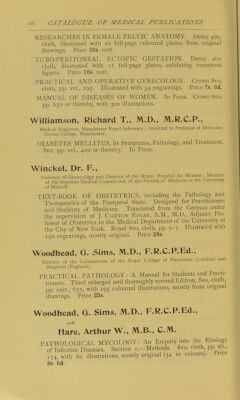 26 CATALOGUE OF MEDICAL PUBLICATIONS
RESEARCHES IN FEMALE PELVIC ANATOMY. Demy 4to,
cloth, illustrated with 26 full-page coloured plates, from original
drawings. Price 30s. nett.
TUBO-PERITONEAL ECTOPIC GESTATION. Demy 4to,
cloth, illustrated with 11 full-page plates, exhibiting numerous
figures. Price 16s. nett.
PRACTICAL AND OPERATIVE GYNECOLOGY. Crown 8vo,
cloth, pp. 216, 295. Illustrated with 54 engravings. Price 7s. 6d.
MANUAL OF DISEASES OF WOMEN. In Press. Crown 8vo,
pp. 650 or thereby, with 300 illustrations.
Williamson, Richard T., M.D., M.R.C.P.,
Medical Registrar, Manchester Royal Infirmary; Assistant to Professor of Medicine,
Owens College, Manchester.
DIABETES MELLITUS, its Symptoms, Pathology, and Treatment.
8vo, pp. 400 or thereby. In Press.
Winckel, Dr. F.,
Professor of Gynæcology and Director of the Royal Hospital for Women; Member
of the Supreme Medical Council and of the Faculty of Medicine in the University
of Munich.
TEXT-BOOK OF OBSTETRICS, including the Pathology and
Therapeutics of the Puerperal State. Designed for Practitioners
and Students of Medicine. Translated from the German under
the supervision of J. CLIFTON EDGAR, A.M., M.D., Adjunct Pro-
fessor of Obstetrics in the Medical Department of the University of
the City of New York. Royal 8vo, cloth, pp. 927. Illustrated with
190 engravings, mostly original. Price 28s.
Woodhead, G. Sims, M.D., F.R.C.P.Ed.,
Director of the Laboratories of the Royal College of Physicians (London) and
Surgeons (England).
PRACTICAL PATHOLOGY: A Manual for Students and Practi-
tioners. Third enlarged and thoroughly revised Edition, 8vo, cloth,
pp. xxiv., 652, with 195 coloured illustrations, mostly from original
drawings. Price 25s.
Woodhead, G. Sims, M.D., F.R.C.P.Ed.,
and
Hare, Arthur W., M.B., C.M.
PATHOLOGICAL MYCOLOGY: An Enquiry into the Etiology
of Infective Diseases. Section 1.—Methods. 8vo, cloth, pp. xii.,
174, with 60 illustrations, mostly original (34 in colours). Price
8s. 6d.